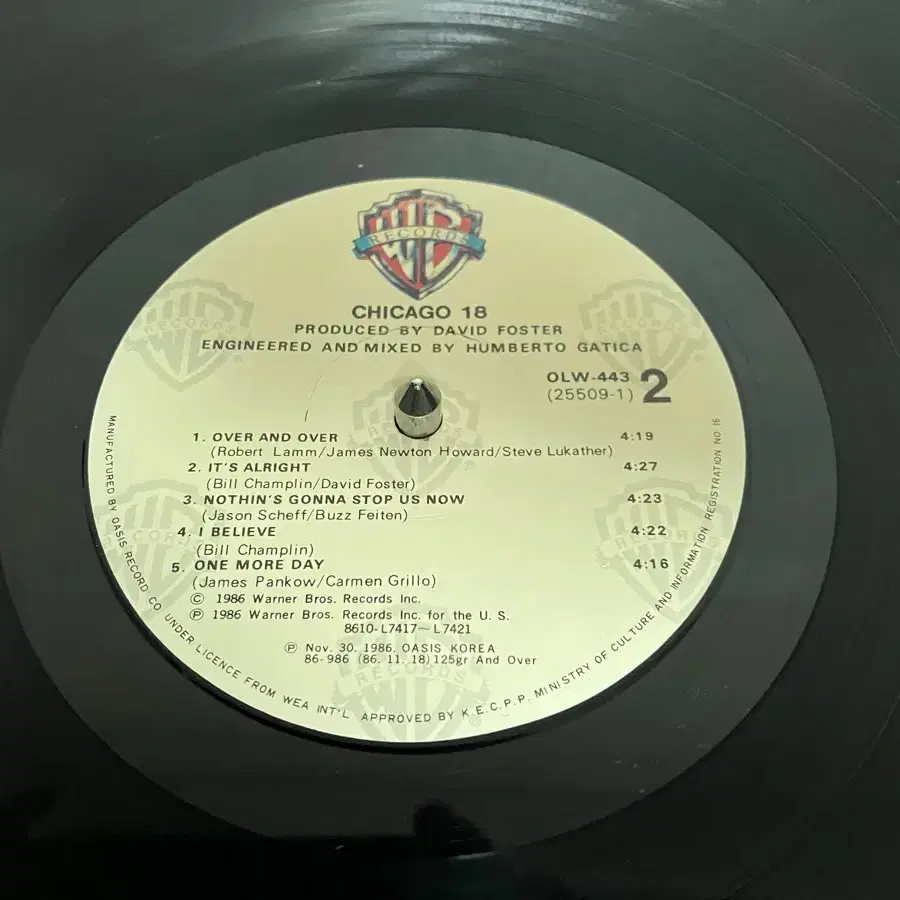 WB
RECORDS
CHICAGO 18
PRODUCED BY DAVID FOSTER
ENGINEERED AND MIXED BY HUMBERTO GATICA
OLW-443 2
(25509-1)
1. OVER AND OVER 4:19
(Robert Lamm/James Newton Howard/Steve Lukather)
2. IT'S ALRIGHT 4:27
(Bill Champlin/David Foster)
3. NOTHIN'S GONNA STOP US NOW 4:23
(Jason Scheff/Buzz Feiten)
4. I BELIEVE 4:22
(Bill Champlin)
5. ONE MORE DAY 4:16
(James Pankow/Carmen Grillo)
© 1986 Warner Bros. Records Inc.
℗ 1986 Warner Bros. Records Inc. for the U. S.
8610-L7417~L7421
℗ Nov. 30. 1986. OASIS KOREA
86-986 (86. 11. 18) 125gr And Over
MANUFACTURED BY OASIS RECORD CO UNDER LICENCE FROM WEA INT'L APPROVED BY K.E.C.P.P. MINISTRY OF CULTURE AND INFORMATION REGISTRATION NO 16